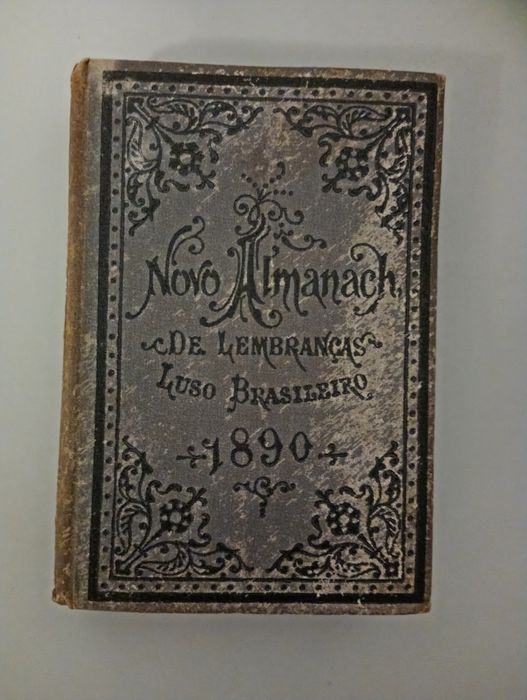 Novo Almanach
De Lembranças
Luso Brasileiro
1890